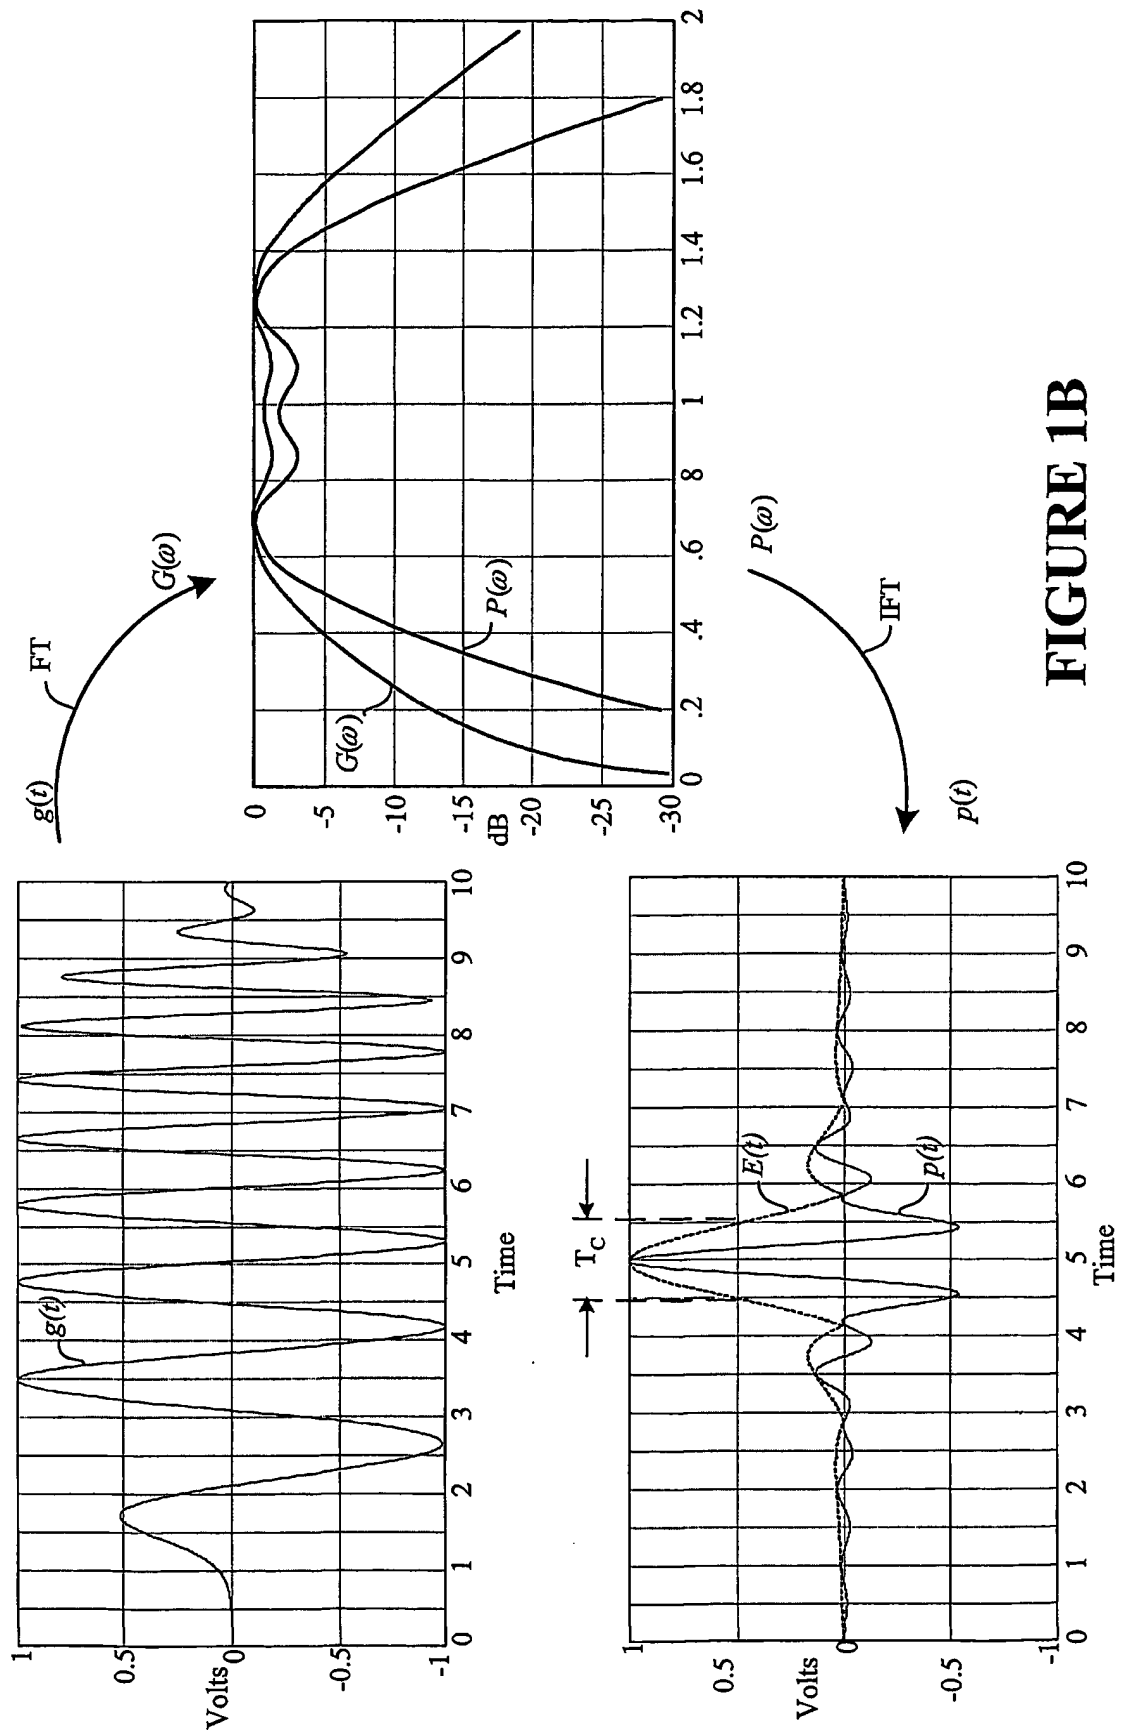 g(t)
1
0.5
Volts 0
-0.5
-1
0 1 2 3 4 5 6 7 8 9 10
Time
g(t)
FT
G(ω)
0
-5
-10
-15
dB
-20
-25
-30
0 .2 .4 .6 .8 1 1.2 1.4 1.6 1.8 2
G(ω)
P(ω)
P(ω)
IFT
p(t)
T_C
E(t)
p(t)
1
0.5
Volts 0
-0.5
-1
0 1 2 3 4 5 6 7 8 9 10
Time
FIGURE 1B